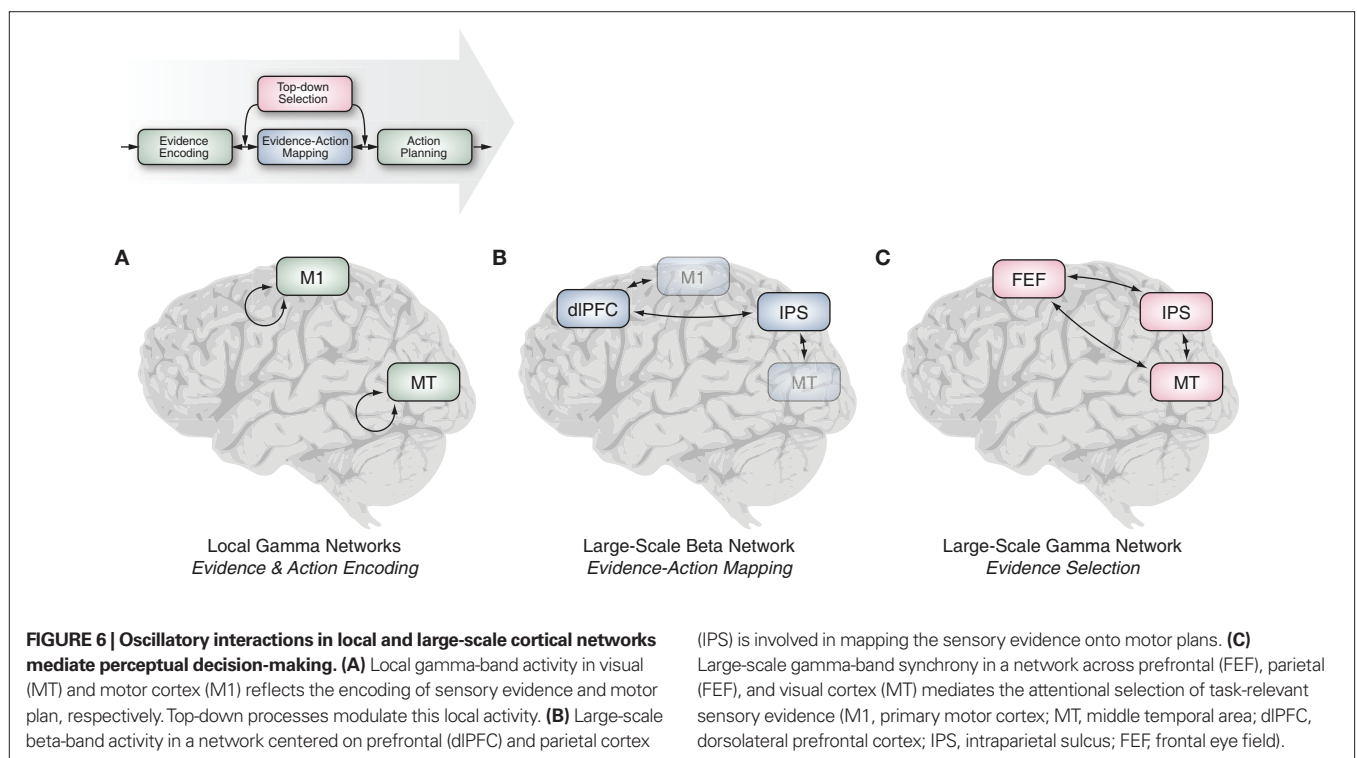 Top-down
Selection
Evidence
Encoding
Evidence-Action
Mapping
Action
Planning
A
M1
MT
Local Gamma Networks
Evidence & Action Encoding
B
dlPFC
M1
IPS
MT
Large-Scale Beta Network
Evidence-Action Mapping
C
FEF
IPS
MT
Large-Scale Gamma Network
Evidence Selection
FIGURE 6 | Oscillatory interactions in local and large-scale cortical networks
mediate perceptual decision-making. (A) Local gamma-band activity in visual
(MT) and motor cortex (M1) reflects the encoding of sensory evidence and motor
plan, respectively. Top-down processes modulate this local activity. (B) Large-scale
beta-band activity in a network centered on prefrontal (dlPFC) and parietal cortex
(IPS) is involved in mapping the sensory evidence onto motor plans. (C)
Large-scale gamma-band synchrony in a network across prefrontal (FEF), parietal
(FEF), and visual cortex (MT) mediates the attentional selection of task-relevant
sensory evidence (M1, primary motor cortex; MT, middle temporal area; dlPFC,
dorsolateral prefrontal cortex; IPS, intraparietal sulcus; FEF, frontal eye field).